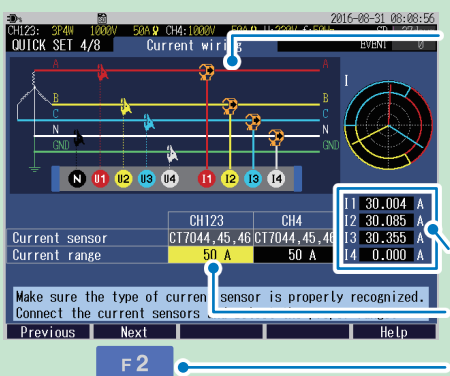 2016-08-31 08:08:56
CH123: 3P4W 1000V 50A CH4:1000V
QUICK SET 4/8 Current wiring EVENT 0
A A I
B B
C C
N N
GND GND
N U1 U2 U3 U4 I1 I2 I3 I4
I1 30.004 A
I2 30.085 A
I3 30.355 A
I4 0.000 A
CH123 CH4
Current sensor CT7044,45,46 CT7044,45,46
Current range 50 A 50 A
Make sure the type of current sensor is properly recognized.
Connect the current sensors
Previous Next Help
F2